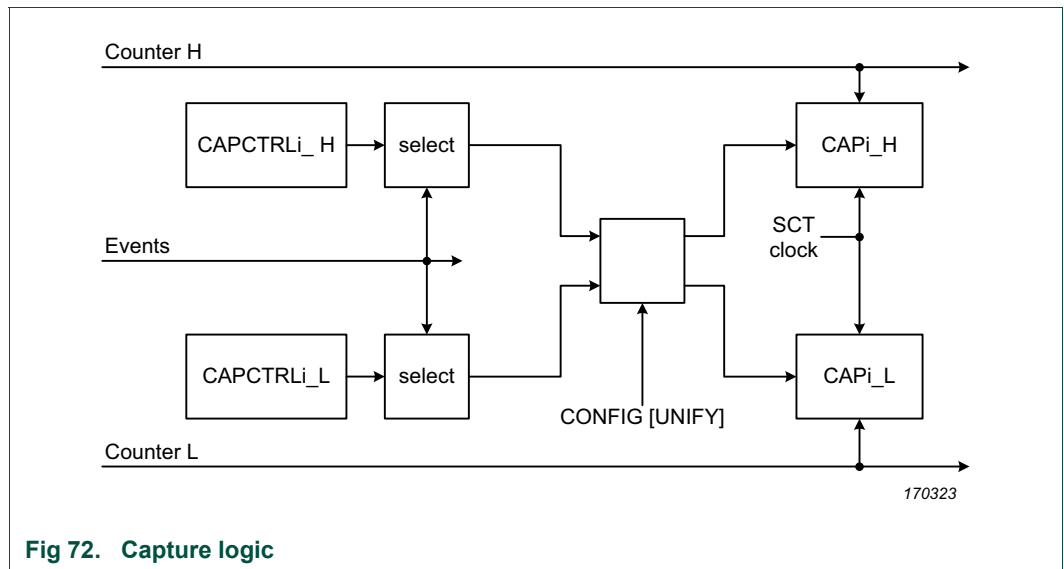 Counter H
CAPCTRLi_ H
select
CAPi_H
Events
SCT
clock
CAPCTRLi_L
select
CAPi_L
CONFIG [UNIFY]
Counter L
170323
Fig 72. Capture logic